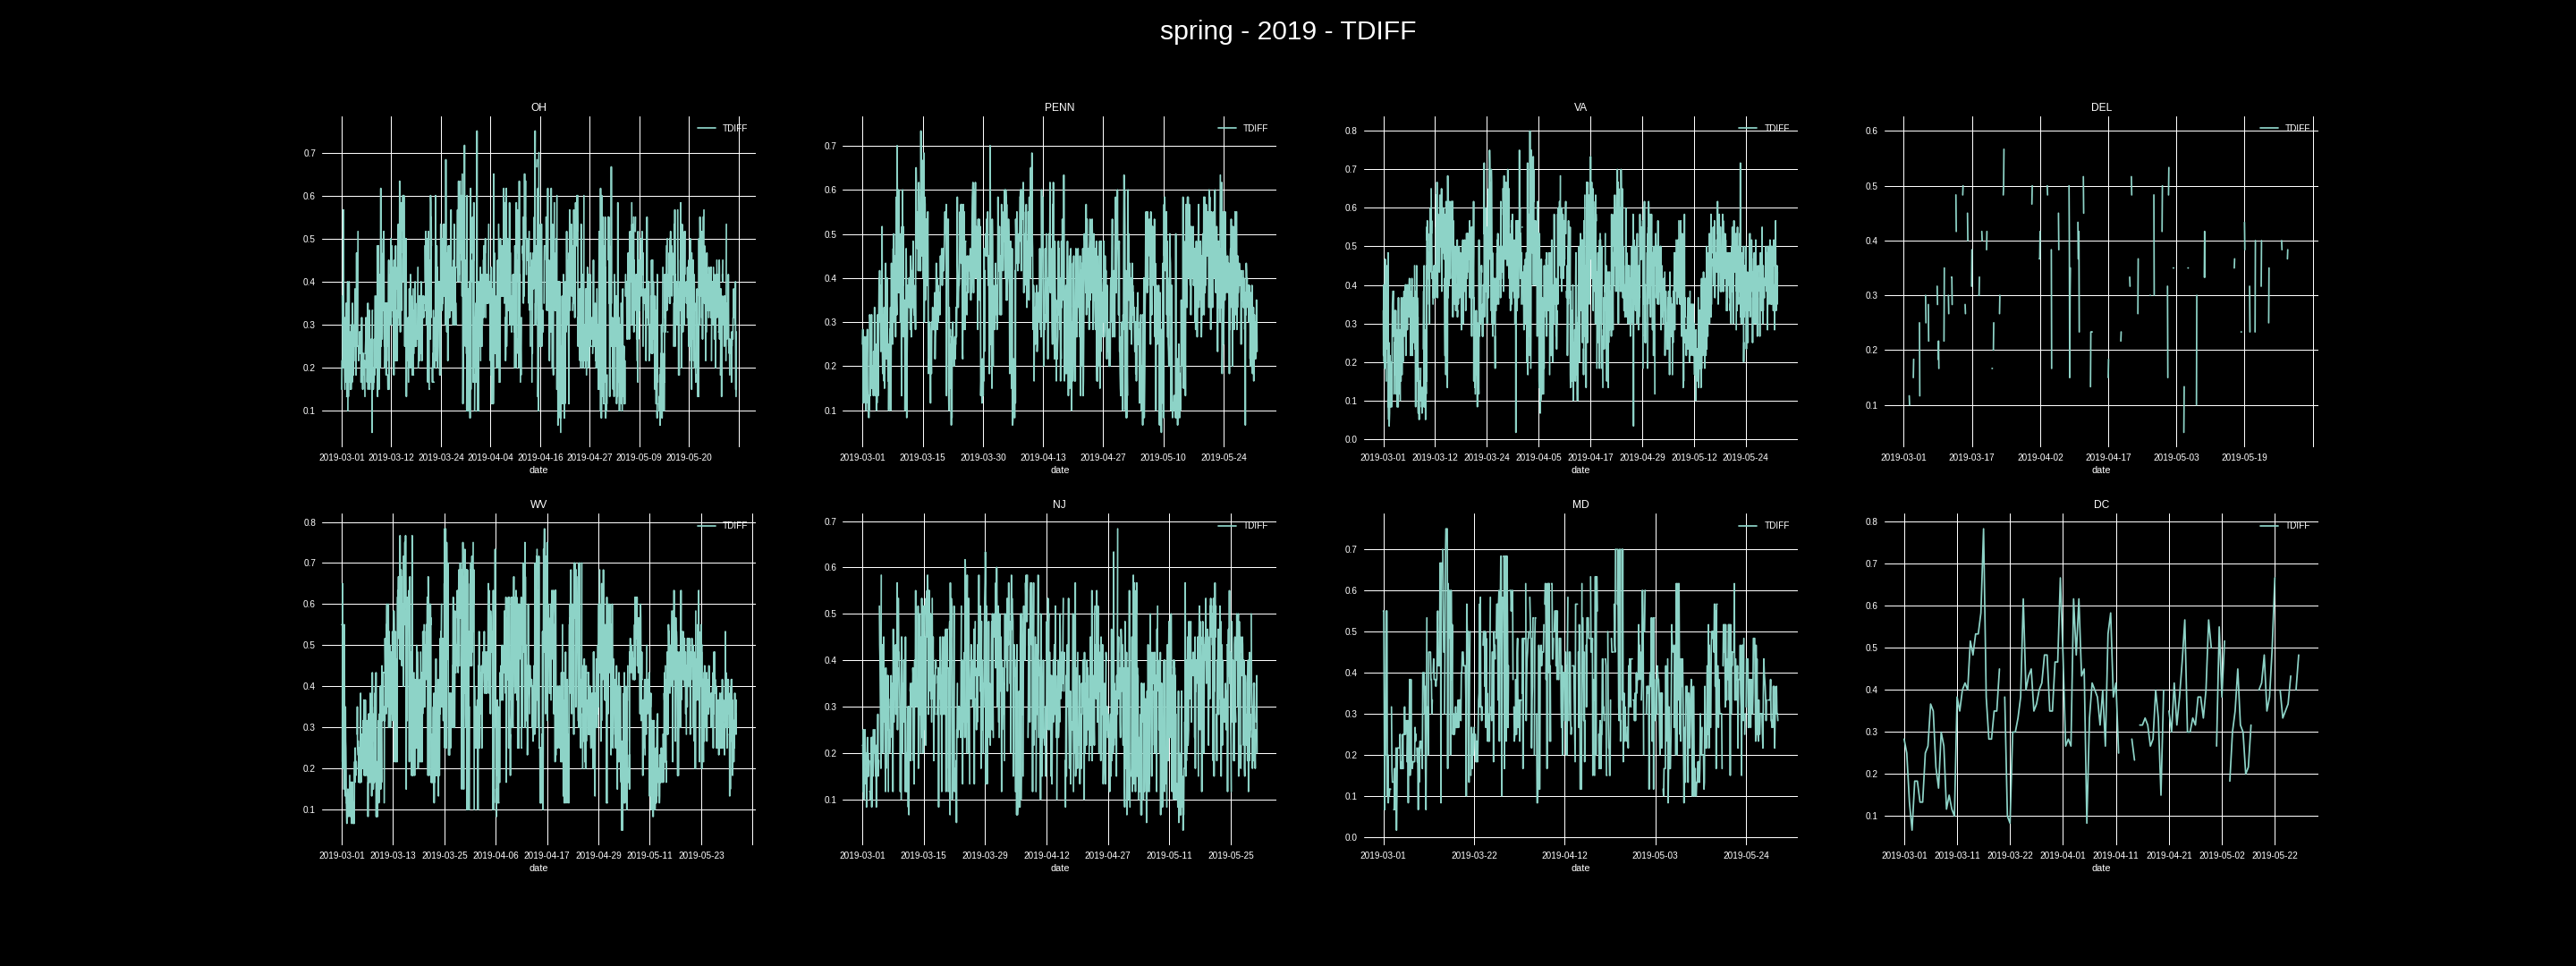 spring - 2019 - TDIFF
OH
TDIFF
0.7
0.6
0.5
0.4
0.3
0.2
0.1
2019-03-01 2019-03-12 2019-03-24 2019-04-04 2019-04-16 2019-04-27 2019-05-09 2019-05-20
date
PENN
TDIFF
0.7
0.6
0.5
0.4
0.3
0.2
0.1
2019-03-01 2019-03-15 2019-03-30 2019-04-13 2019-04-27 2019-05-10 2019-05-24
date
VA
TDIFF
0.8
0.7
0.6
0.5
0.4
0.3
0.2
0.1
0.0
2019-03-01 2019-03-12 2019-03-24 2019-04-05 2019-04-17 2019-04-29 2019-05-12 2019-05-24
date
DEL
TDIFF
0.6
0.5
0.4
0.3
0.2
0.1
2019-03-01 2019-03-17 2019-04-02 2019-04-17 2019-05-03 2019-05-19
date
WV
TDIFF
0.8
0.7
0.6
0.5
0.4
0.3
0.2
0.1
2019-03-01 2019-03-13 2019-03-25 2019-04-06 2019-04-17 2019-04-29 2019-05-11 2019-05-23
date
NJ
TDIFF
0.7
0.6
0.5
0.4
0.3
0.2
0.1
2019-03-01 2019-03-15 2019-03-29 2019-04-12 2019-04-27 2019-05-11 2019-05-25
date
MD
TDIFF
0.7
0.6
0.5
0.4
0.3
0.2
0.1
0.0
2019-03-01 2019-03-22 2019-04-12 2019-05-03 2019-05-24
date
DC
TDIFF
0.8
0.7
0.6
0.5
0.4
0.3
0.2
0.1
2019-03-01 2019-03-11 2019-03-22 2019-04-01 2019-04-11 2019-04-21 2019-05-02 2019-05-22
date